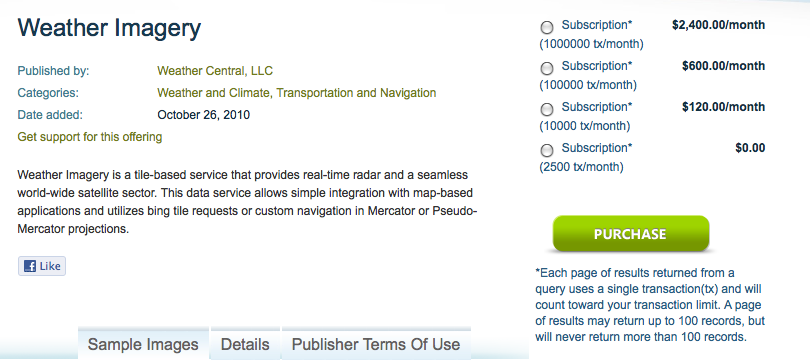 Weather Imagery
Published by: Weather Central, LLC
Categories: Weather and Climate, Transportation and Navigation
Date added: October 26, 2010
Get support for this offering
Weather Imagery is a tile-based service that provides real-time radar and a seamless
world-wide satellite sector. This data service allows simple integration with map-based
applications and utilizes bing tile requests or custom navigation in Mercator or Pseudo-
Mercator projections.
Like
Sample Images Details Publisher Terms Of Use
Subscription* $2,400.00/month
(1000000 tx/month)
Subscription* $600.00/month
(100000 tx/month)
Subscription* $120.00/month
(10000 tx/month)
Subscription* $0.00
(2500 tx/month)
PURCHASE
*Each page of results returned from a
query uses a single transaction(tx) and will
count toward your transaction limit. A page
of results may return up to 100 records, but
will never return more than 100 records.